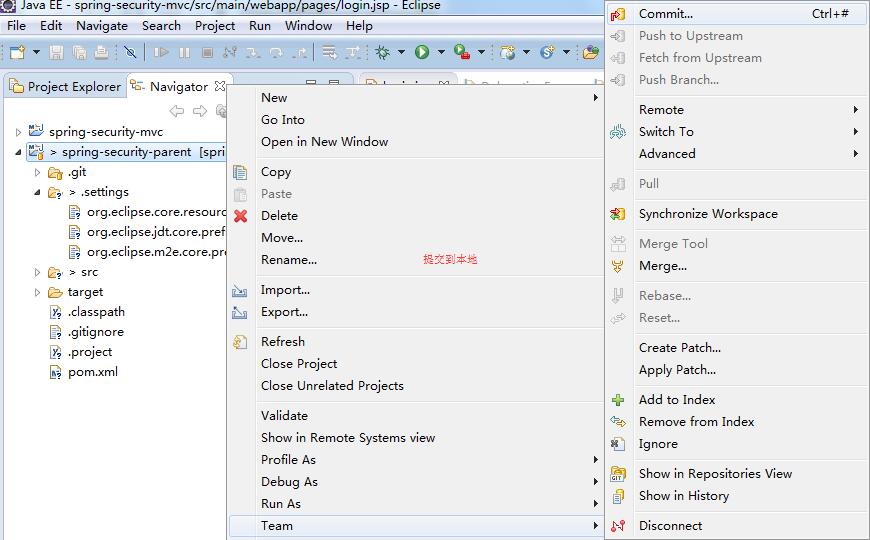 Java EE - spring-security-mvc/src/main/webapp/pages/login.jsp - Eclipse
File Edit Navigate Search Project Run Window Help
Project Explorer Navigator
spring-security-mvc
> spring-security-parent [spri
.git
> .settings
org.eclipse.core.resourc
org.eclipse.jdt.core.pref
org.eclipse.m2e.core.pre
> src
target
.classpath
.gitignore
.project
pom.xml
New
Go Into
Open in New Window
Copy
Paste
Delete
Move...
Rename...
提交到本地
Import...
Export...
Refresh
Close Project
Close Unrelated Projects
Validate
Show in Remote Systems view
Profile As
Debug As
Run As
Team
Commit... Ctrl+#
Push to Upstream
Fetch from Upstream
Push Branch...
Remote
Switch To
Advanced
Pull
Synchronize Workspace
Merge Tool
Merge...
Rebase...
Reset...
Create Patch...
Apply Patch...
Add to Index
Remove from Index
Ignore
Show in Repositories View
Show in History
Disconnect